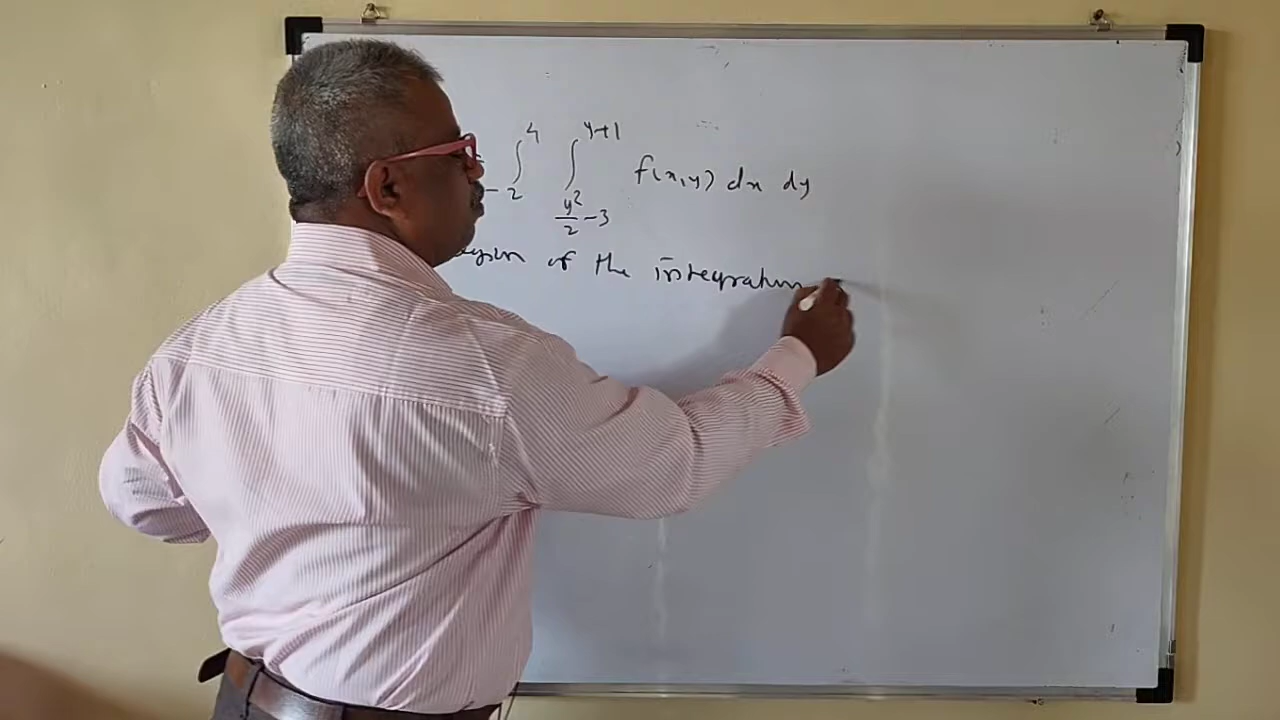 ∫_{-2}^{4} ∫_{y²/2 - 3}^{y+1} f(x,y) dx dy
of the integration